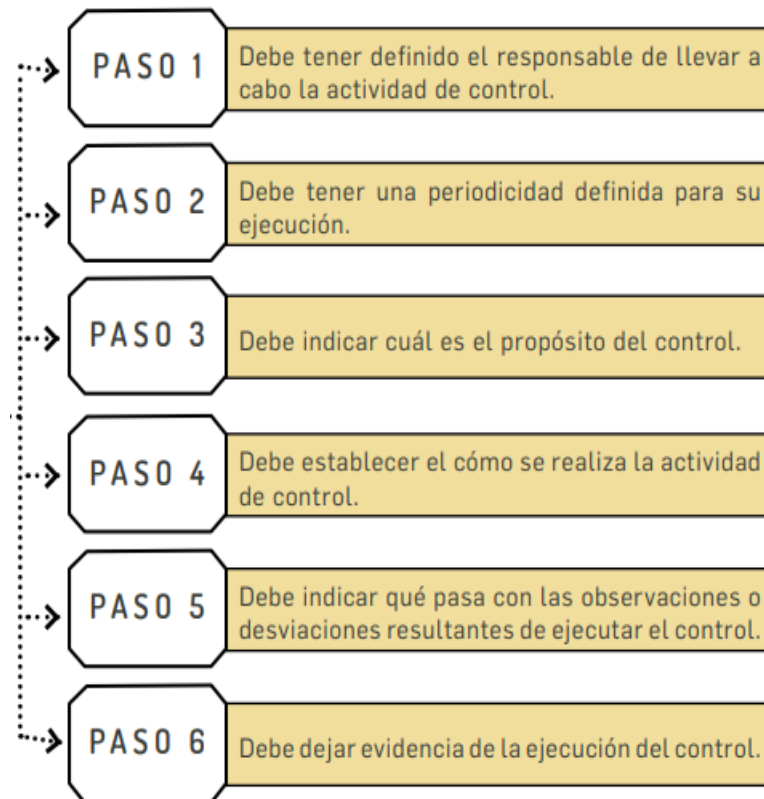 PASO 1
Debe tener definido el responsable de llevar a
cabo la actividad de control.
PASO 2
Debe tener una periodicidad definida para su
ejecución.
PASO 3
Debe indicar cuál es el propósito del control.
PASO 4
Debe establecer el cómo se realiza la actividad
de control.
PASO 5
Debe indicar qué pasa con las observaciones o
desviaciones resultantes de ejecutar el control.
PASO 6
Debe dejar evidencia de la ejecución del control.